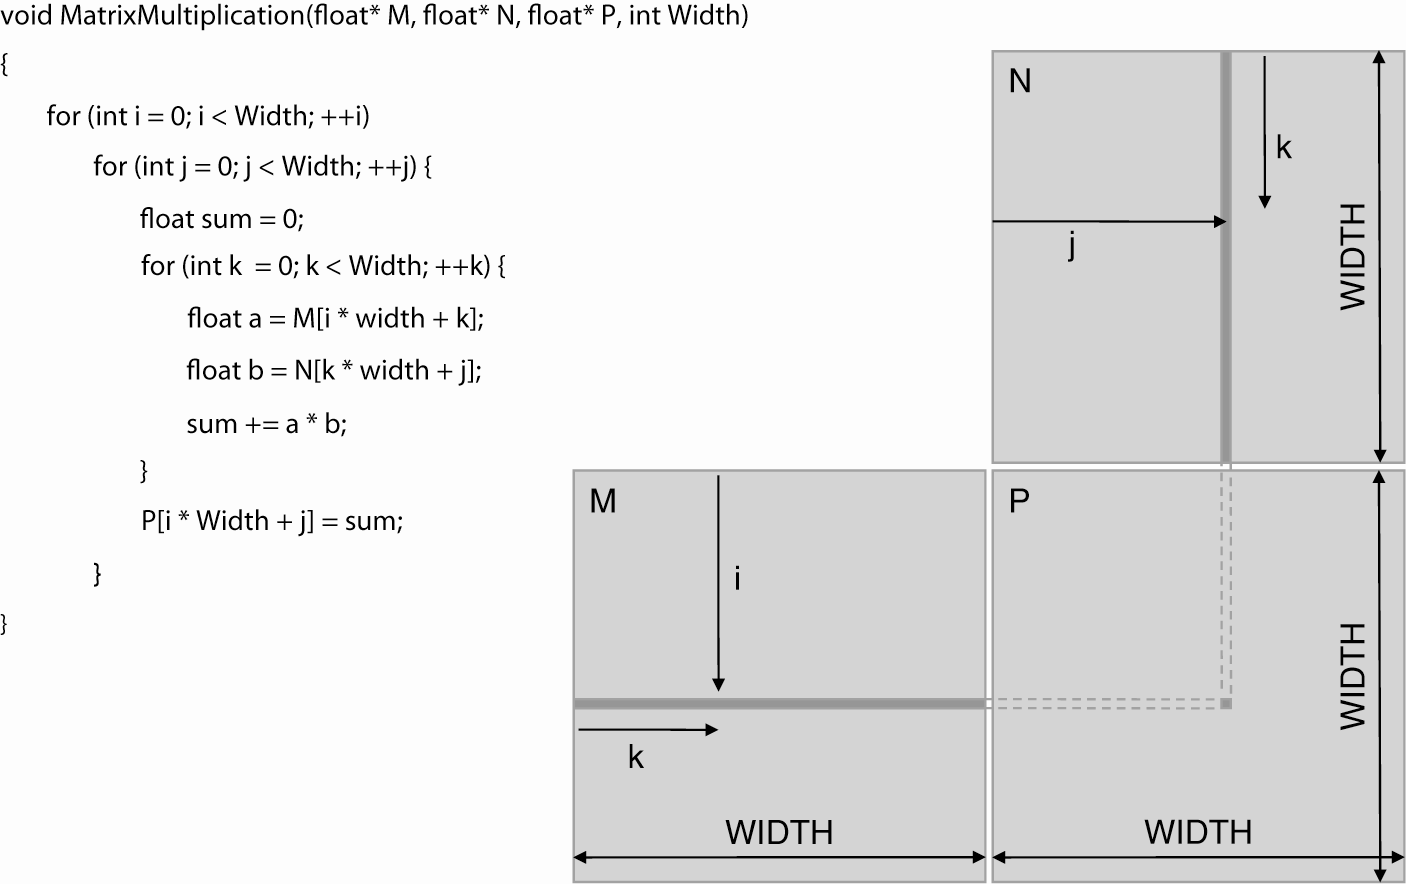 void MatrixMultiplication(float* M, float* N, float* P, int Width)
{
for (int i = 0; i < Width; ++i)
for (int j = 0; j < Width; ++j) {
float sum = 0;
for (int k = 0; k < Width; ++k) {
float a = M[i * width + k];
float b = N[k * width + j];
sum += a * b;
}
P[i * Width + j] = sum;
}
}
N
k
j
WIDTH
M
i
k
WIDTH
P
WIDTH
WIDTH